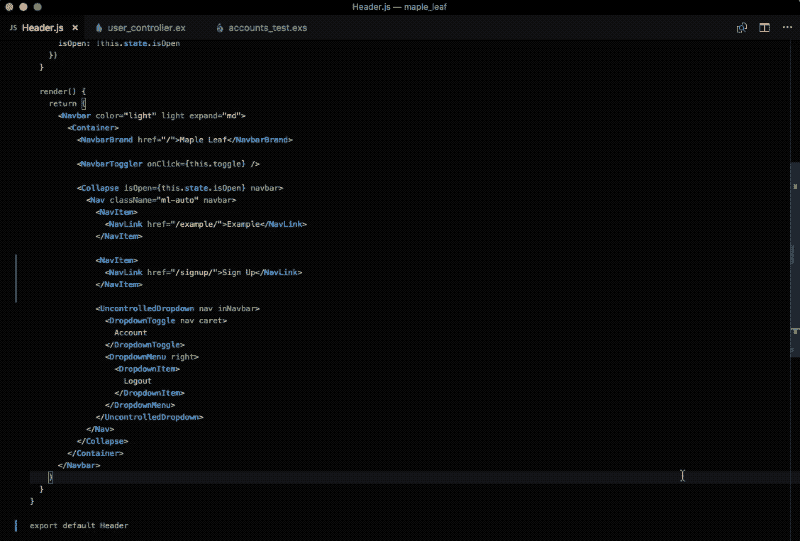 Header.js — maple_leaf
JS Header.js × user_controller.ex accounts_test.exs
isOpen: !this.state.isOpen
})
}
render() {
return (
<Navbar color="light" light expand="md">
<Container>
<NavbarBrand href="/">Maple Leaf</NavbarBrand>
<NavbarToggler onClick={this.toggle} />
<Collapse isOpen={this.state.isOpen} navbar>
<Nav className="ml-auto" navbar>
<NavItem>
<NavLink href="/example/">Example</NavLink>
</NavItem>
<NavItem>
<NavLink href="/signup/">Sign Up</NavLink>
</NavItem>
<UncontrolledDropdown nav inNavbar>
<DropdownToggle nav caret>
Account
</DropdownToggle>
<DropdownMenu right>
<DropdownItem>
Logout
</DropdownItem>
</DropdownMenu>
</UncontrolledDropdown>
</Nav>
</Collapse>
</Container>
</Navbar>
)
}
}
export default Header